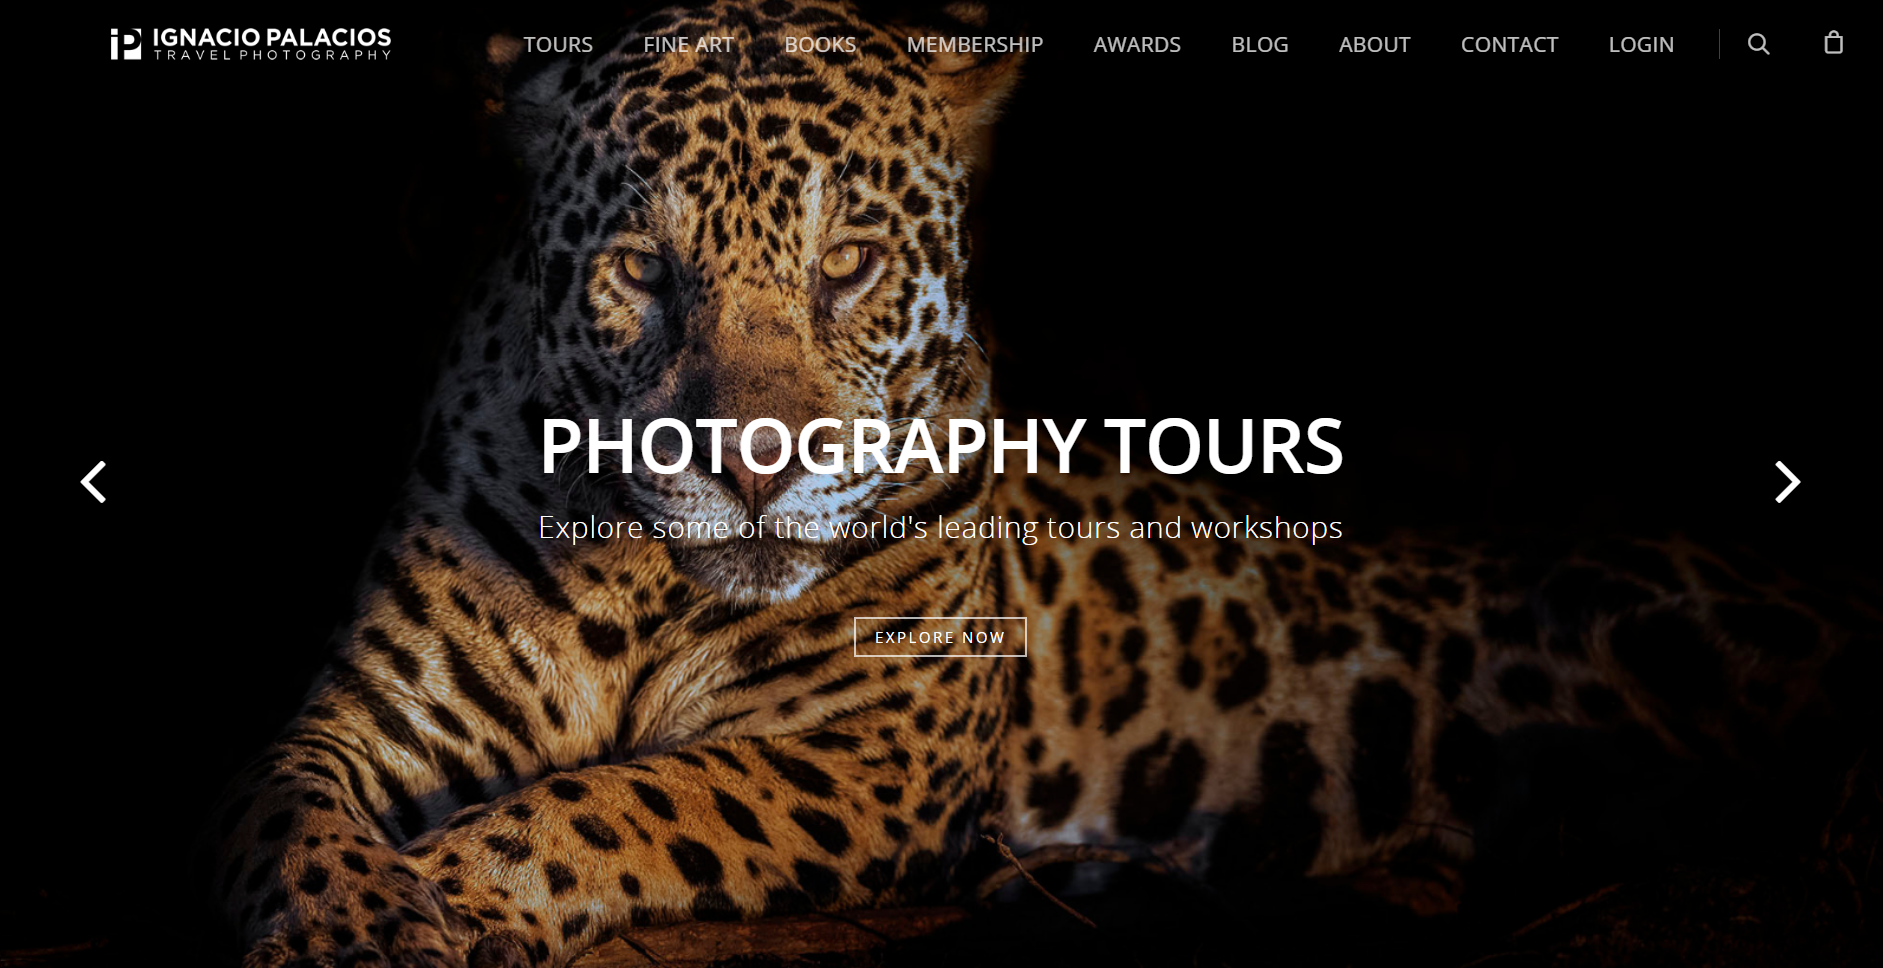 IGNACIO PALACIOS
TRAVEL PHOTOGRAPHY
TOURS
FINE ART
BOOKS
MEMBERSHIP
AWARDS
BLOG
ABOUT
CONTACT
LOGIN
PHOTOGRAPHY TOURS
Explore some of the world's leading tours and workshops
EXPLORE NOW